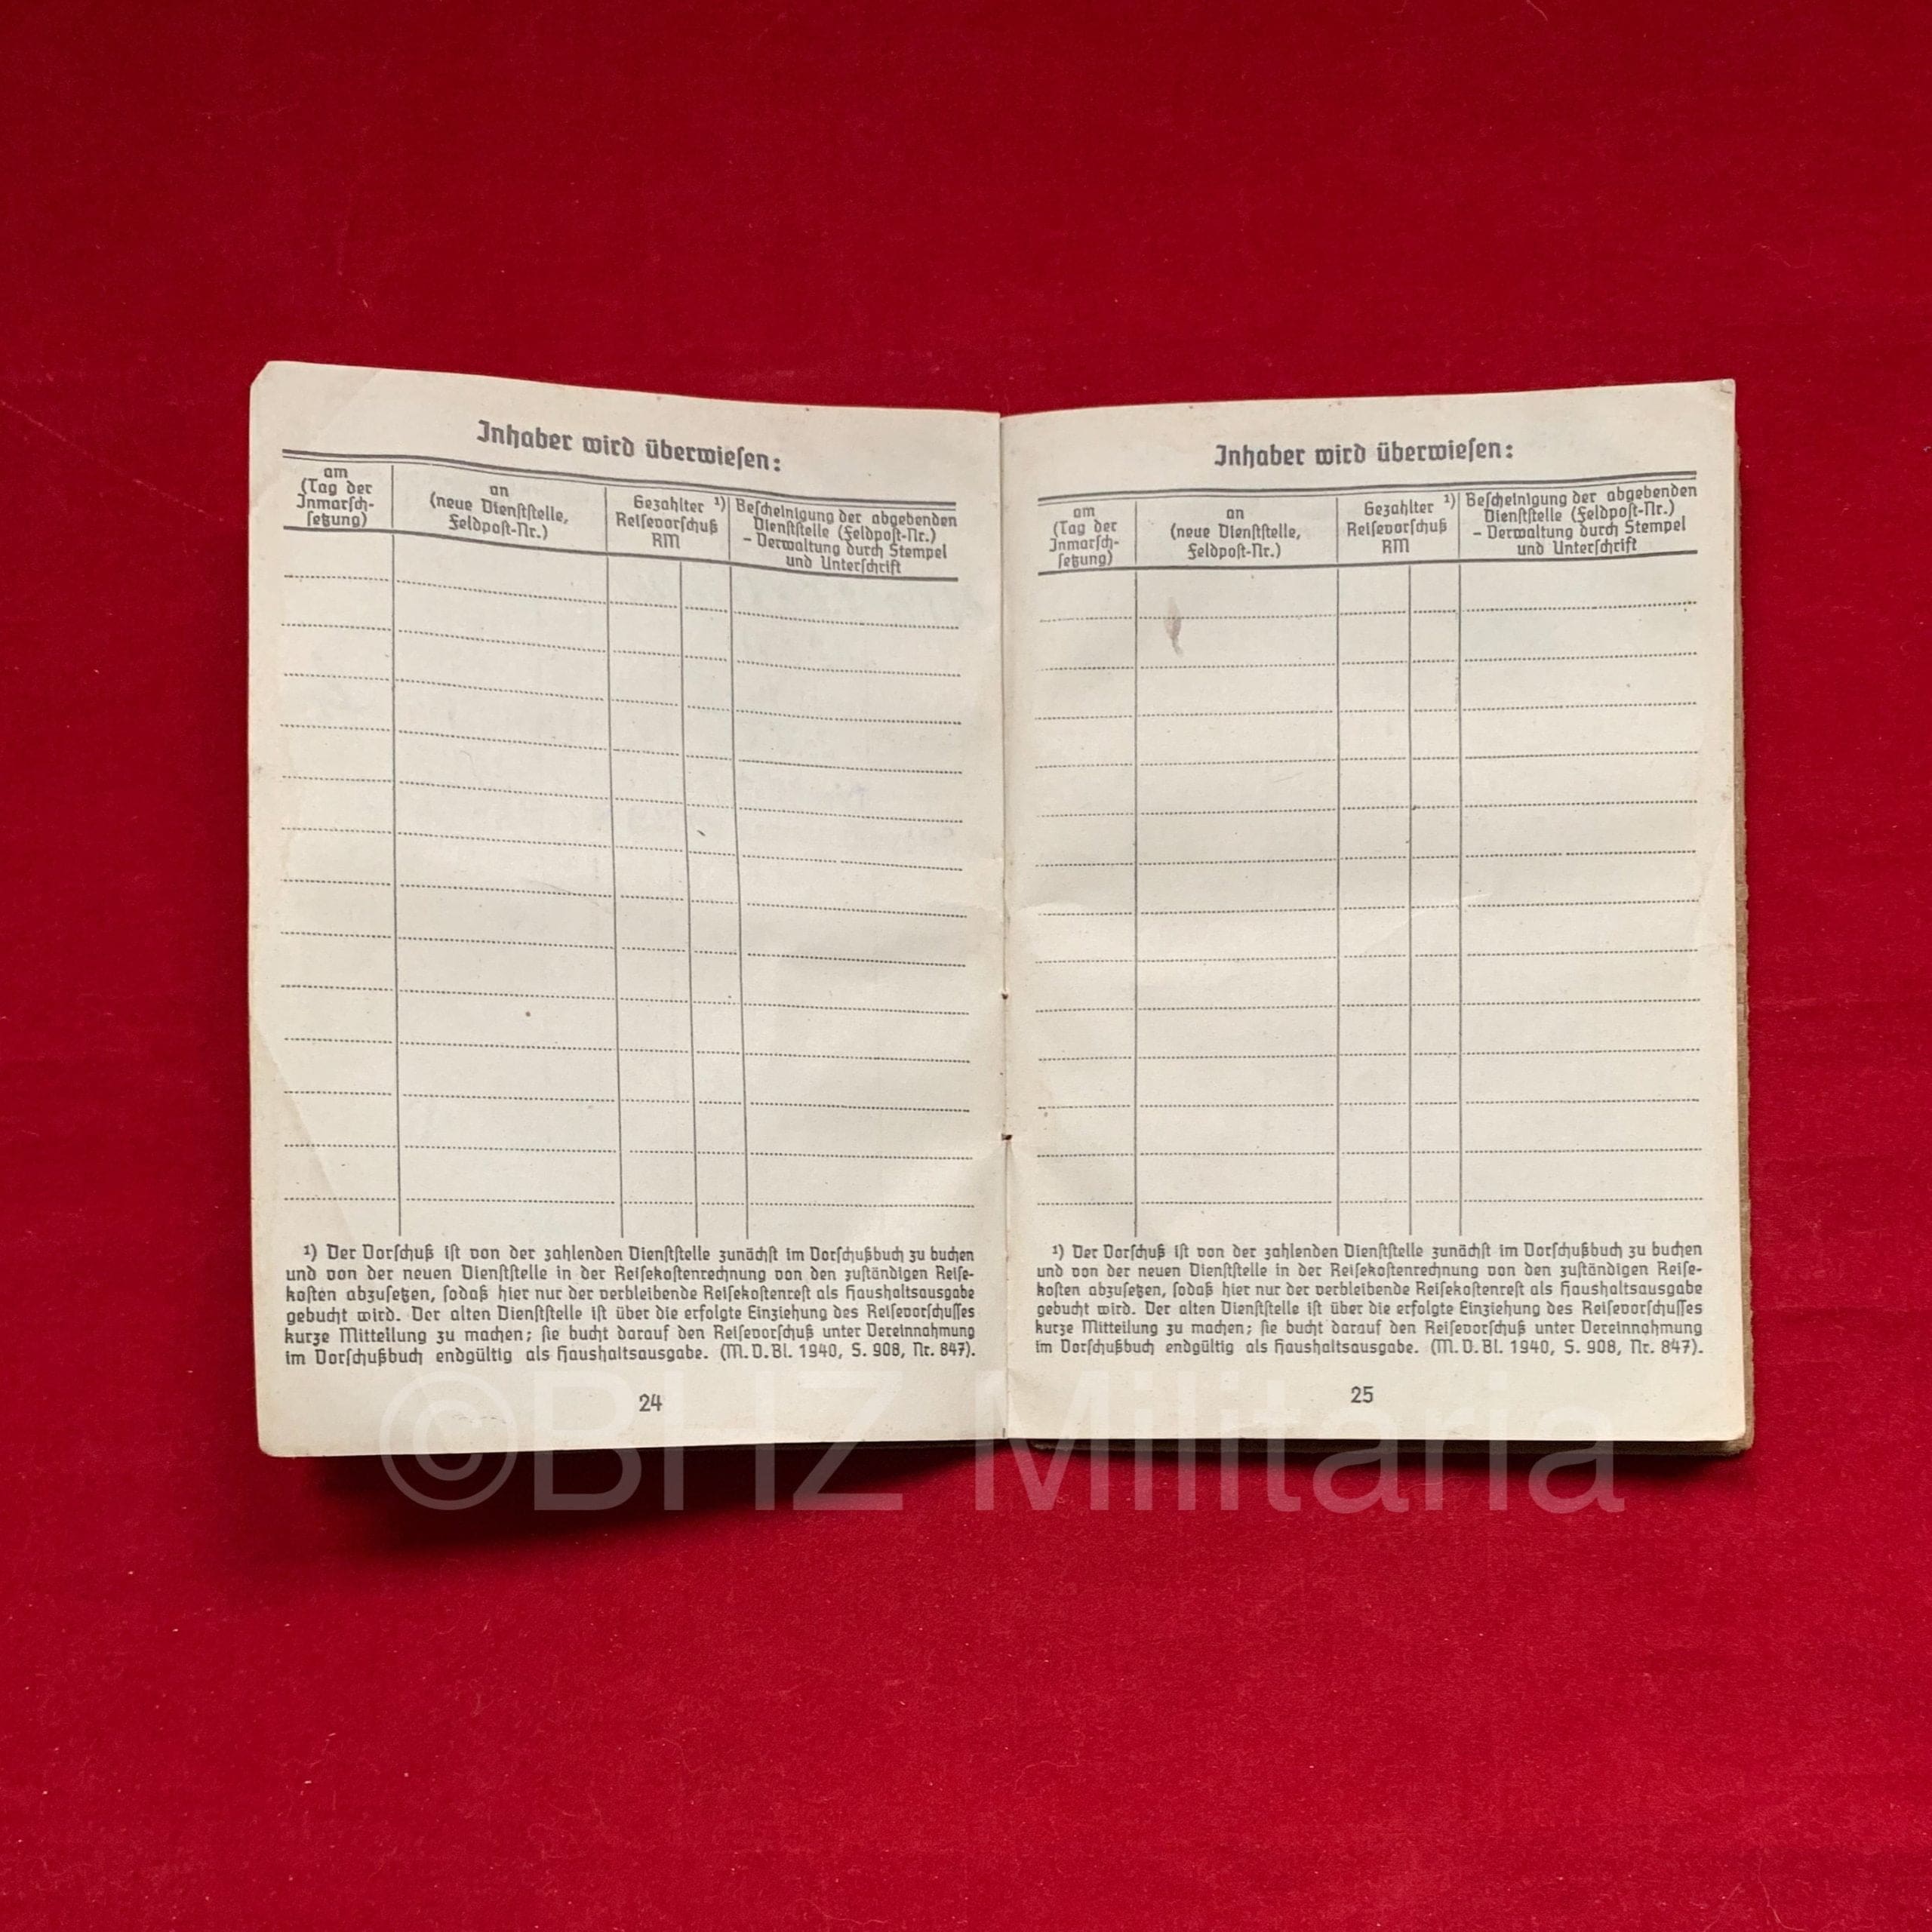 Inhaber wird überwiesen:
am
(Tag der
Inmarsch-
setzung)
an
(neue Dienststelle,
Feldpost-Nr.)
Gezahlter ¹)
Reisevorschuß
RM
Bescheinigung der abgebenden
Dienststelle (Feldpost-Nr.)
- Verwaltung durch Stempel
und Unterschrift
¹) Der Vorschuß ist von der zahlenden Dienststelle zunächst im Vorschußbuch zu buchen
und von der neuen Dienststelle in der Reisekostenrechnung von den zuständigen Reise-
kosten abzusetzen, sodaß hier nur der verbleibende Reisekostenrest als Haushaltsausgabe
gebucht wird. Der alten Dienststelle ist über die erfolgte Einziehung des Reisevorschusses
kurze Mitteilung zu machen; sie bucht darauf den Reisevorschuß unter Vereinnahmung
im Vorschußbuch endgültig als Haushaltsausgabe. (M.D.Bl. 1940, S. 908, Nr. 847).
24
Inhaber wird überwiesen:
am
(Tag der
Inmarsch-
setzung)
an
(neue Dienststelle,
Feldpost-Nr.)
Gezahlter ¹)
Reisevorschuß
RM
Bescheinigung der abgebenden
Dienststelle (Feldpost-Nr.)
- Verwaltung durch Stempel
und Unterschrift
¹) Der Vorschuß ist von der zahlenden Dienststelle zunächst im Vorschußbuch zu buchen
und von der neuen Dienststelle in der Reisekostenrechnung von den zuständigen Reise-
kosten abzusetzen, sodaß hier nur der verbleibende Reisekostenrest als Haushaltsausgabe
gebucht wird. Der alten Dienststelle ist über die erfolgte Einziehung des Reisevorschusses
kurze Mitteilung zu machen; sie bucht darauf den Reisevorschuß unter Vereinnahmung
im Vorschußbuch endgültig als Haushaltsausgabe. (M.D.Bl. 1940, S. 908, Nr. 847).
25
©BHZ Militaria